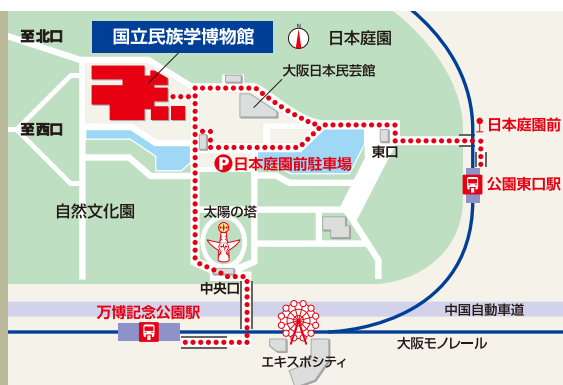 至北口
国立民族学博物館
N
日本庭園
大阪日本民芸館
至西口
日本庭園前
東口
P日本庭園前駐車場
公園東口駅
自然文化園
太陽の塔
中央口
万博記念公園駅
中国自動車道
大阪モノレール
エキスポシティ